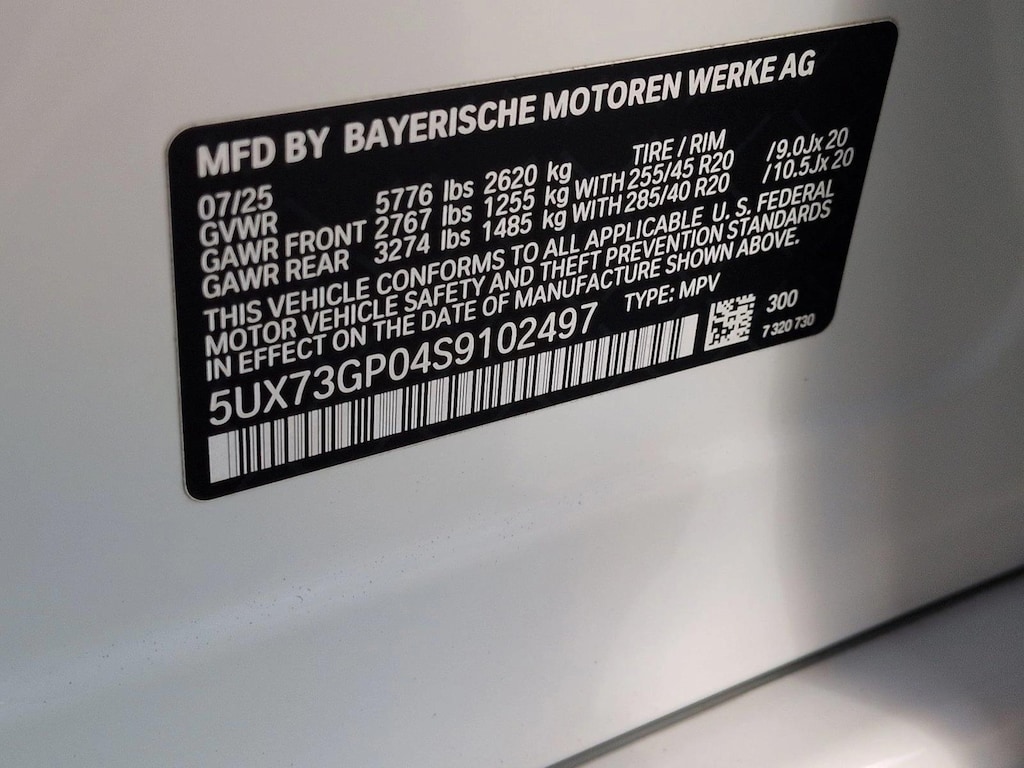 MFD BY BAYERISCHE MOTOREN WERKE AG
07/25 TIRE / RIM
GVWR 5776 lbs 2620 kg
GAWR FRONT 2767 lbs 1255 kg WITH 255/45 R20 /9.0Jx 20
GAWR REAR 3274 lbs 1485 kg WITH 285/40 R20 /10.5Jx 20
THIS VEHICLE CONFORMS TO ALL APPLICABLE U. S. FEDERAL
MOTOR VEHICLE SAFETY AND THEFT PREVENTION STANDARDS
IN EFFECT ON THE DATE OF MANUFACTURE SHOWN ABOVE.
5UX73GP04S9102497 TYPE: MPV
300
7 320 730